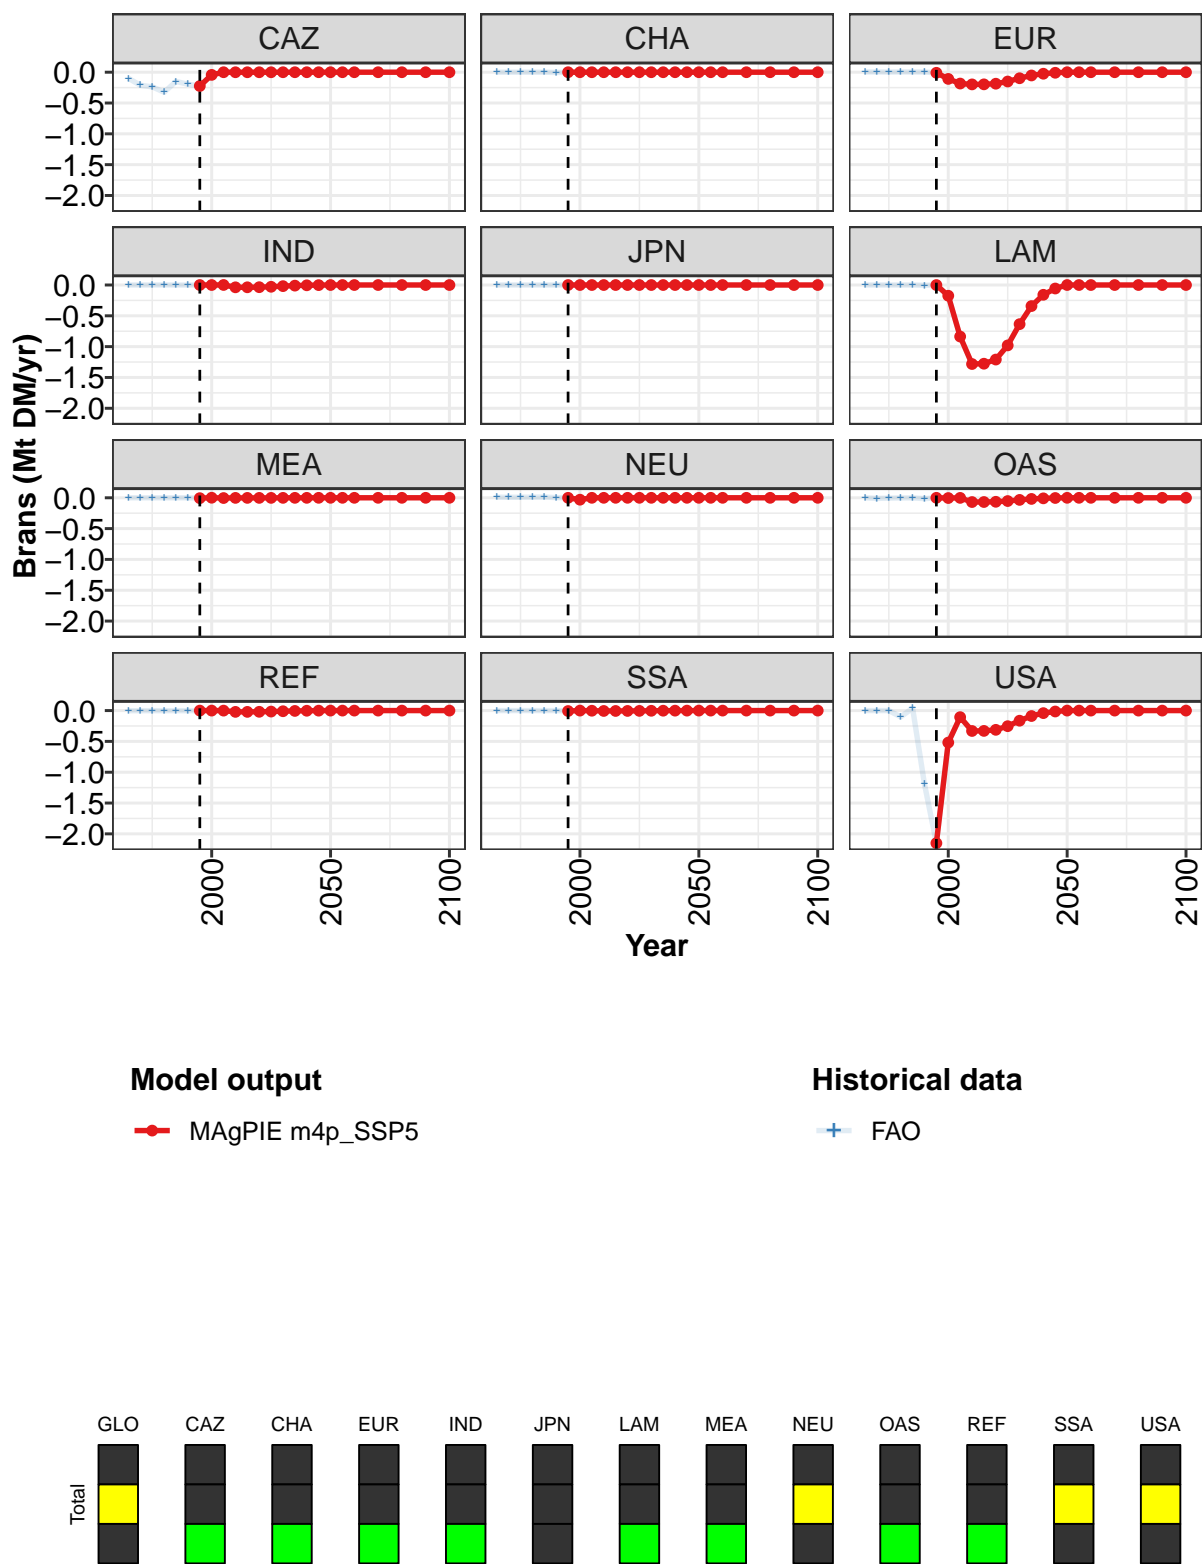 CAZ CHA EUR
0.0
−0.5
−1.0
−1.5
−2.0
IND JPN LAM
0.0
−0.5
−1.0
−1.5
−2.0
MEA NEU OAS
0.0
−0.5
−1.0
−1.5
−2.0
REF SSA USA
0.0
−0.5
−1.0
−1.5
−2.0
Brans (Mt DM/yr)
2000 2050 2100 2000 2050 2100 2000 2050 2100
Year
Model output Historical data
MAgPIE m4p_SSP5 FAO
GLO CAZ CHA EUR IND JPN LAM MEA NEU OAS REF SSA USA
Total